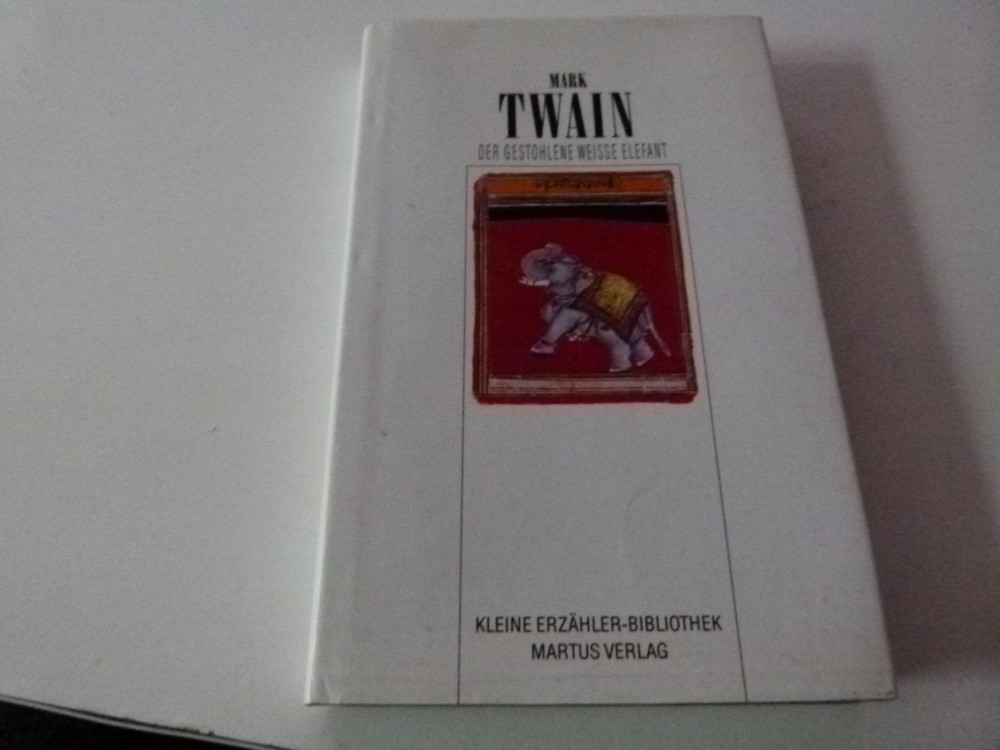 MARK
TWAIN
DER GESTOHLENE WEISSE ELEFANT
KLEINE ERZÄHLER-BIBLIOTHEK
MARTUS VERLAG